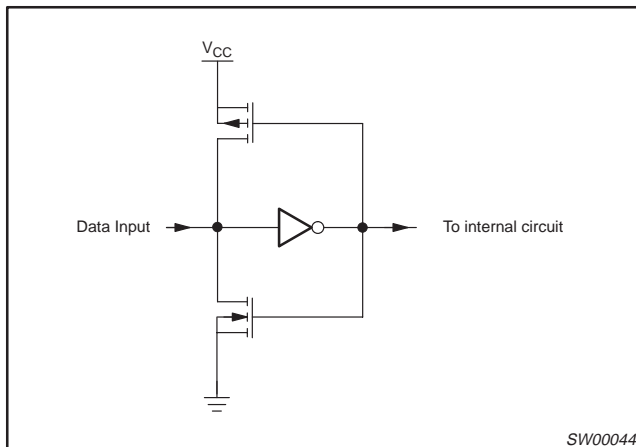 VCC
Data Input
To internal circuit
SW00044